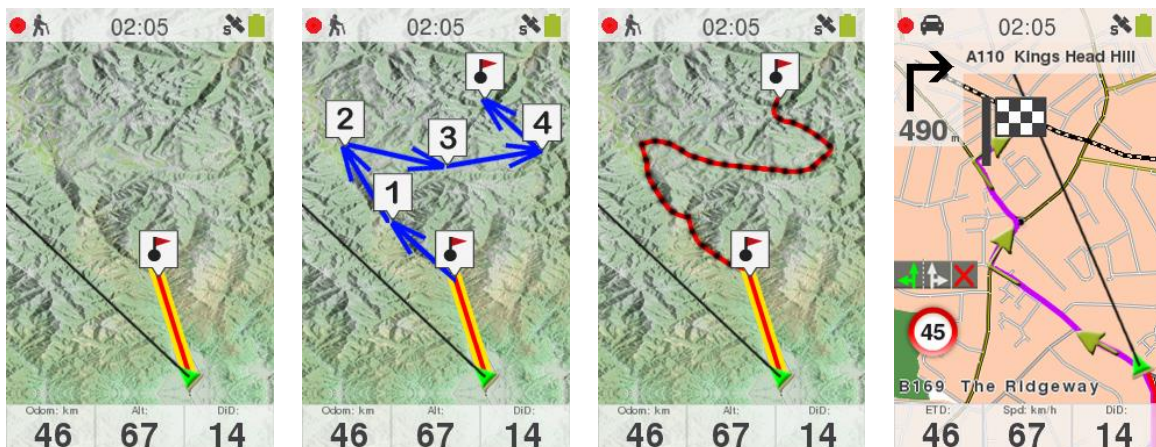 02:05
S
Odom: km Alt: DiD:
46 67 14
02:05
S
2 3 4
1
Odom: km Alt: DiD:
46 67 14
02:05
S
Odom: km Alt: DiD:
46 67 14
02:05
S
A110 Kings Head Hill
490 m
45
B169 The Ridgeway
ETD: Spd: km/h DiD:
46 67 14